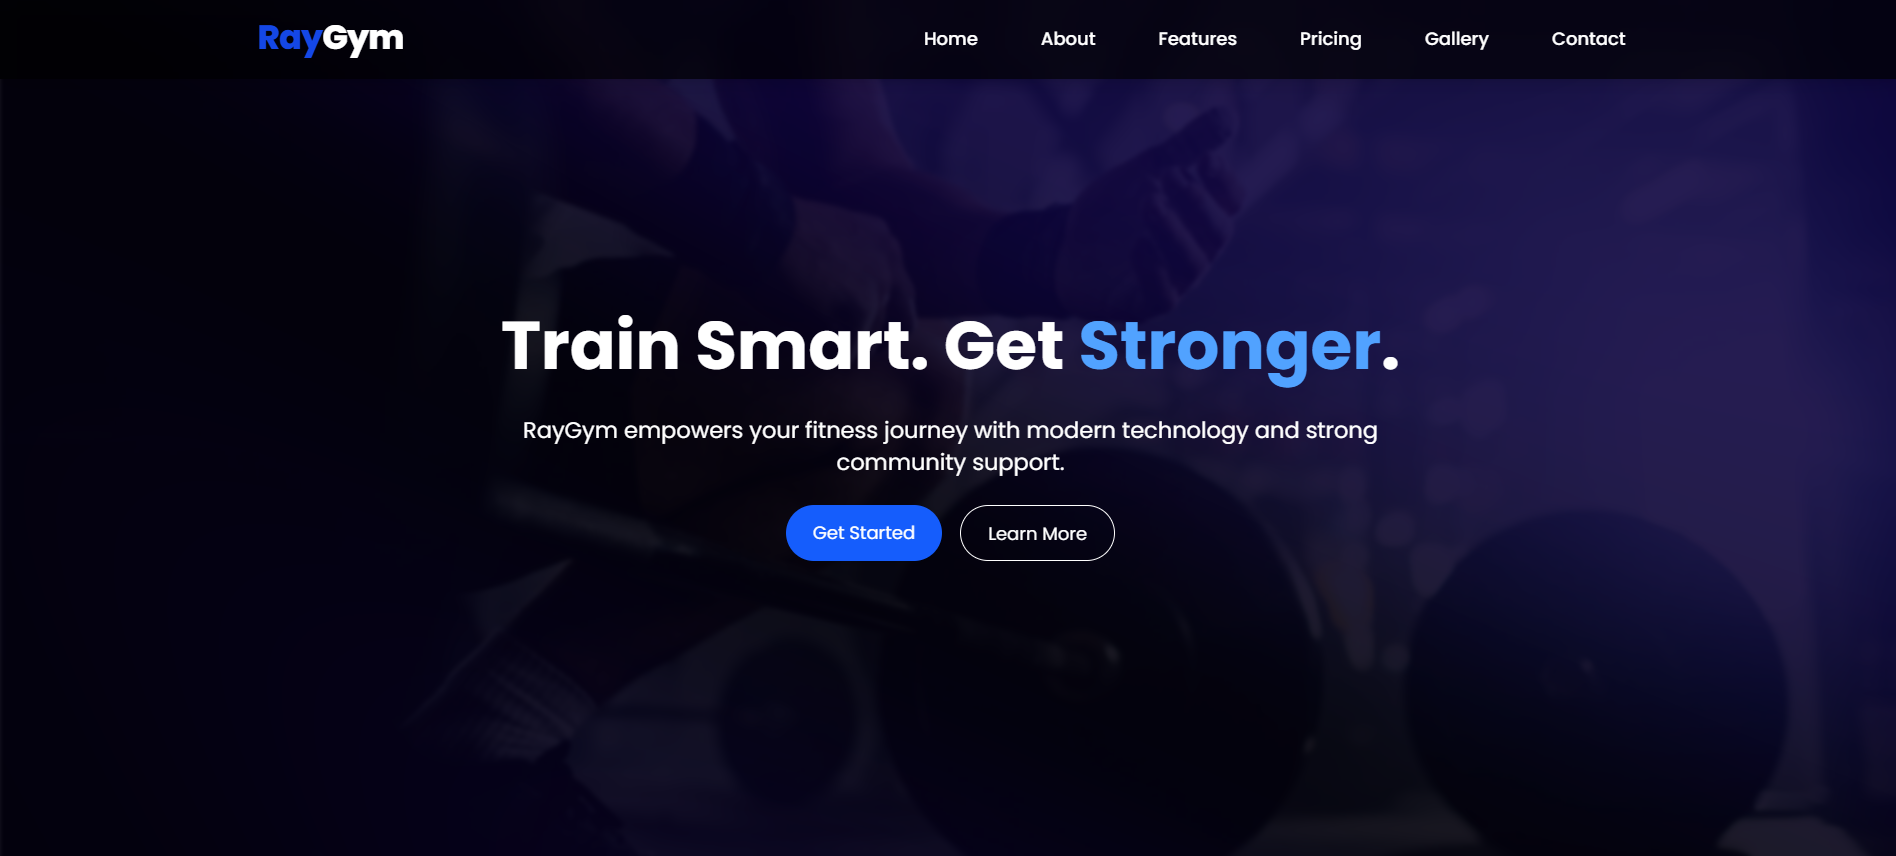 RayGym
Home About Features Pricing Gallery Contact
Train Smart. Get Stronger.
RayGym empowers your fitness journey with modern technology and strong
community support.
Get Started
Learn More